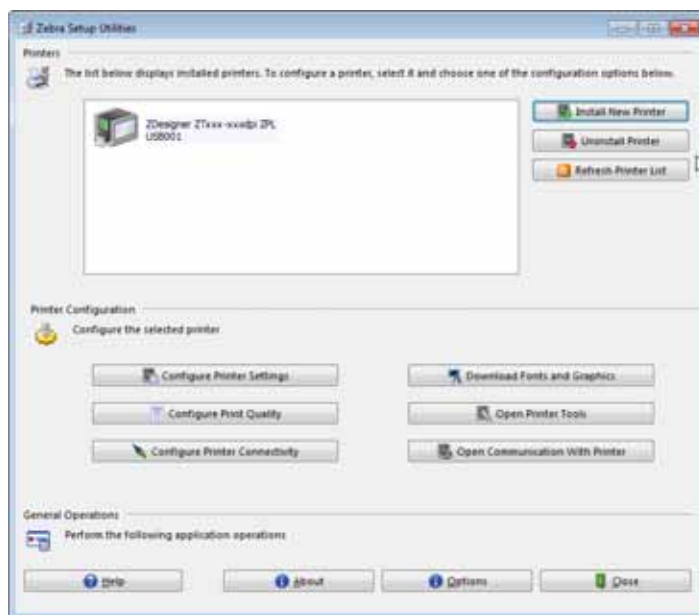 Zebra Setup Utilities
Printers
The list below displays installed printers. To configure a printer, select it and choose one of the configuration options below.
ZDesigner ZTxxx-xxxdpi ZPL
USB001
Install New Printer
Uninstall Printer
Refresh Printer List
Printer Configuration
Configure the selected printer
Configure Printer Settings
Download Fonts and Graphics
Configure Print Quality
Open Printer Tools
Configure Printer Connectivity
Open Communication With Printer
General Operations
Perform the following application operations
Help
About
Options
Close